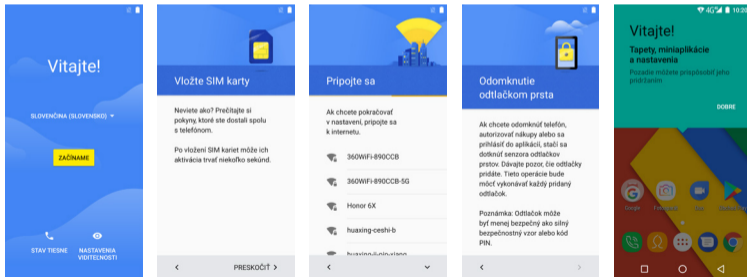 Vitajte!
SLOVENČINA (SLOVENSKO)
ZAČÍNAME
STAV TIESNE
NASTAVENIA
VIDITEĽNOSTI
Vložte SIM karty
Neviete ako? Prečítajte si
pokyny, ktoré ste dostali spolu
s telefónom.
Po vložení SIM kariet môže ich
aktivácia trvať niekoľko sekúnd.
PRESKOČIŤ
Pripojte sa
Ak chcete pokračovať
v nastavení, pripojte sa
k internetu.
360WiFi-890CCB
360WiFi-890CCB-5G
Honor 6X
huaxing-ceshi-b
Odomknutie
odtlačkom prsta
Ak chcete odomknúť telefón,
autorizovať nákupy alebo sa
prihlásiť do aplikácií, stačí sa
dotknúť senzora odtlačkov
prstov. Dávajte pozor, čie odtlačky
pridáte. Tieto operácie bude
môcť vykonávať každý pridaný
odtlačok.
Poznámka: Odtlačok môže
byť menej bezpečný ako silný
bezpečnostný vzor alebo kód
PIN.
4G 10:20
Vitajte!
Tapety, miniaplikácie
a nastavenia
Pozadie môžete prispôsobiť jeho
pridržaním
DOBRE
Google